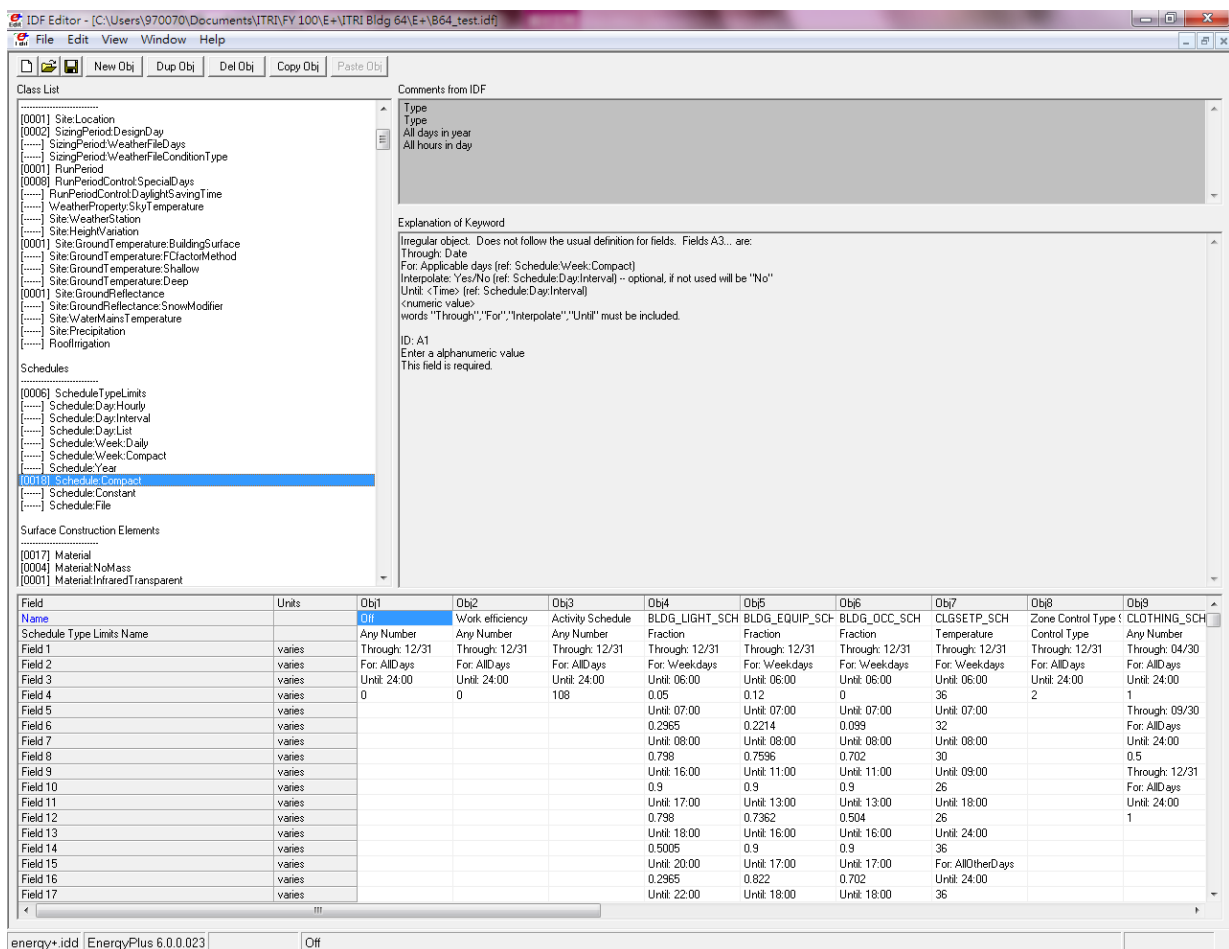 IDF Editor - [C:\Users\970070\Documents\ITRI\FY 100\E+\ITRI Bldg 64\E+\B64_test.idf]
File Edit View Window Help
New Obj Dup Obj Del Obj Copy Obj Paste Obj
Class List
Comments from IDF
---------------------------
[0001] Site:Location
[0002] SizingPeriod:DesignDay
[------] SizingPeriod:WeatherFileDays
[------] SizingPeriod:WeatherFileConditionType
[0001] RunPeriod
[0008] RunPeriodControl:SpecialDays
[------] RunPeriodControl:DaylightSavingTime
[------] WeatherProperty:SkyTemperature
[------] Site:WeatherStation
[------] Site:HeightVariation
[0001] Site:GroundTemperature:BuildingSurface
[------] Site:GroundTemperature:FCfactorMethod
[------] Site:GroundTemperature:Shallow
[------] Site:GroundTemperature:Deep
[0001] Site:GroundReflectance
[------] Site:GroundReflectance:SnowModifier
[------] Site:WaterMainsTemperature
[------] Site:Precipitation
[------] RoofIrrigation
Schedules
---------------------------
[0006] ScheduleTypeLimits
[------] Schedule:Day:Hourly
[------] Schedule:Day:Interval
[------] Schedule:Day:List
[------] Schedule:Week:Daily
[------] Schedule:Week:Compact
[------] Schedule:Year
[0018] Schedule:Compact
[------] Schedule:Constant
[------] Schedule:File
Surface Construction Elements
---------------------------
[0017] Material
[0004] Material:NoMass
[0001] Material:InfraredTransparent
Type
Type
All days in year
All hours in day
Explanation of Keyword
Irregular object. Does not follow the usual definition for fields. Fields A3... are:
Through: Date
For: Applicable days (ref: Schedule:Week:Compact)
Interpolate: Yes/No (ref: Schedule:Day:Interval) -- optional, if not used will be "No"
Until: <Time> (ref: Schedule:Day:Interval)
<numeric value>
words "Through","For","Interpolate","Until" must be included.
ID: A1
Enter a alphanumeric value
This field is required.
Field Units Obj1 Obj2 Obj3 Obj4 Obj5 Obj6 Obj7 Obj8 Obj9
Name Off Work efficiency Activity Schedule BLDG_LIGHT_SCH BLDG_EQUIP_SCH BLDG_OCC_SCH CLGSETP_SCH Zone Control Type S CLOTHING_SCH
Schedule Type Limits Name Any Number Any Number Any Number Fraction Fraction Fraction Temperature Control Type Any Number
Field 1 varies Through: 12/31 Through: 12/31 Through: 12/31 Through: 12/31 Through: 12/31 Through: 12/31 Through: 12/31 Through: 12/31 Through: 04/30
Field 2 varies For: AllDays For: AllDays For: AllDays For: Weekdays For: Weekdays For: Weekdays For: Weekdays For: AllDays For: AllDays
Field 3 varies Until: 24:00 Until: 24:00 Until: 24:00 Until: 06:00 Until: 06:00 Until: 06:00 Until: 06:00 Until: 24:00 Until: 24:00
Field 4 varies 0 0 108 0.05 0.12 0 36 2 1
Field 5 varies Until: 07:00 Until: 07:00 Until: 07:00 Until: 07:00 Through: 09/30
Field 6 varies 0.2965 0.2214 0.099 32 For: AllDays
Field 7 varies Until: 08:00 Until: 08:00 Until: 08:00 Until: 08:00 Until: 24:00
Field 8 varies 0.798 0.7596 0.702 30 0.5
Field 9 varies Until: 16:00 Until: 11:00 Until: 11:00 Until: 09:00 Through: 12/31
Field 10 varies 0.9 0.9 0.9 26 For: AllDays
Field 11 varies Until: 17:00 Until: 13:00 Until: 13:00 Until: 18:00 Until: 24:00
Field 12 varies 0.798 0.7362 0.504 26 1
Field 13 varies Until: 18:00 Until: 16:00 Until: 16:00 Until: 24:00
Field 14 varies 0.5005 0.9 0.9 36
Field 15 varies Until: 20:00 Until: 17:00 Until: 17:00 For: AllOtherDays
Field 16 varies 0.2965 0.822 0.702 Until: 24:00
Field 17 varies Until: 22:00 Until: 18:00 Until: 18:00 36
energy+.idd EnergyPlus 6.0.0.023 Off